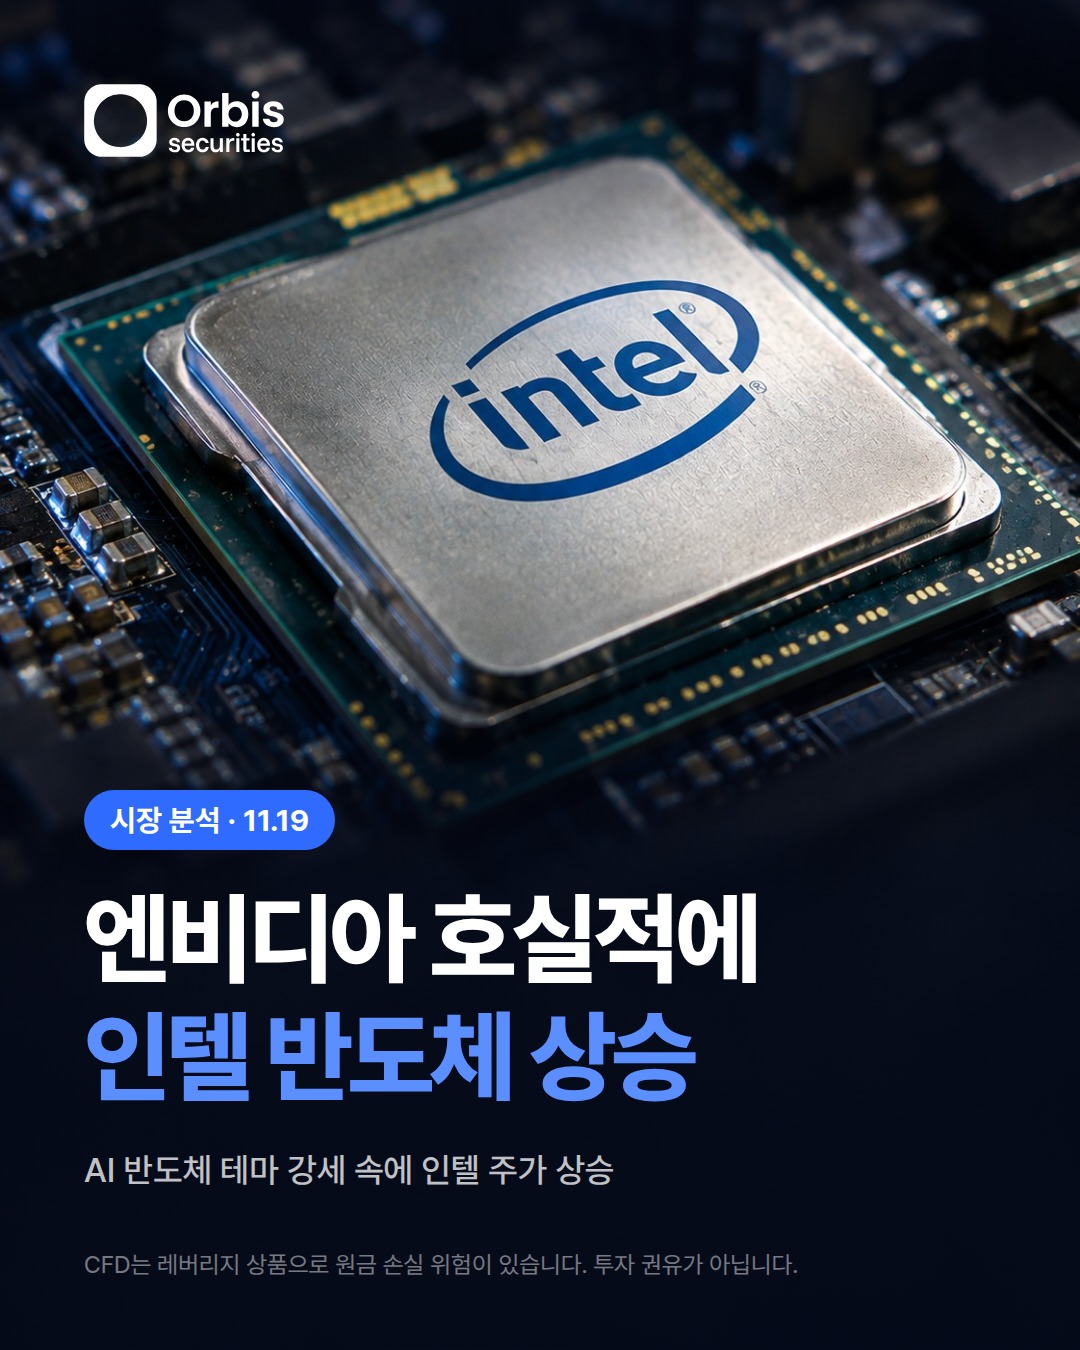 Orbis
securities
intel®
®
시장 분석 · 11.19
엔비디아 호실적에
인텔 반도체 상승
AI 반도체 테마 강세 속에 인텔 주가 상승
CFD는 레버리지 상품으로 원금 손실 위험이 있습니다. 투자 권유가 아닙니다.